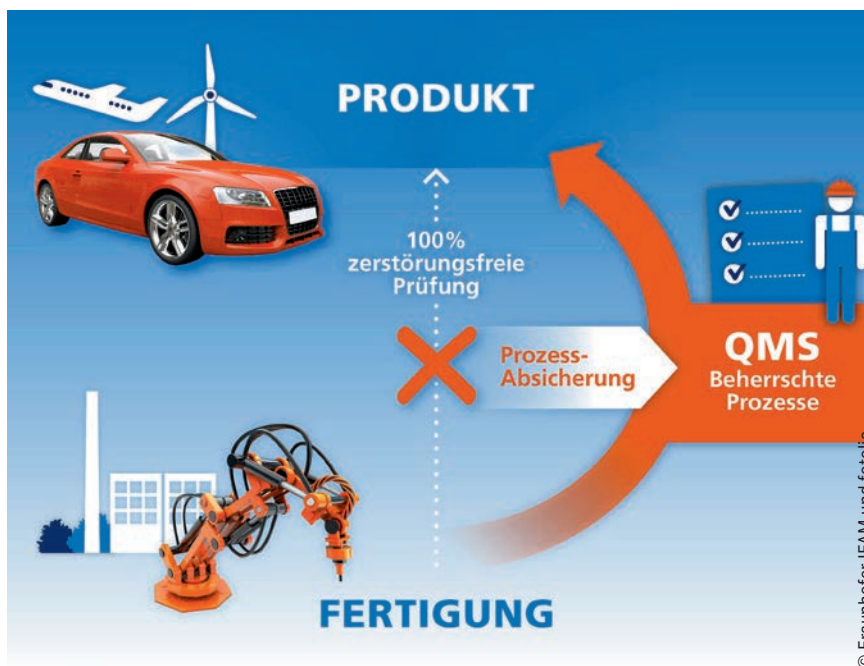 PRODUKT
100%
zerstörungsfreie
Prüfung
Prozess-
Absicherung
QMS
Beherrschte
Prozesse
FERTIGUNG
© Fraunhofer IFAM und fotolia